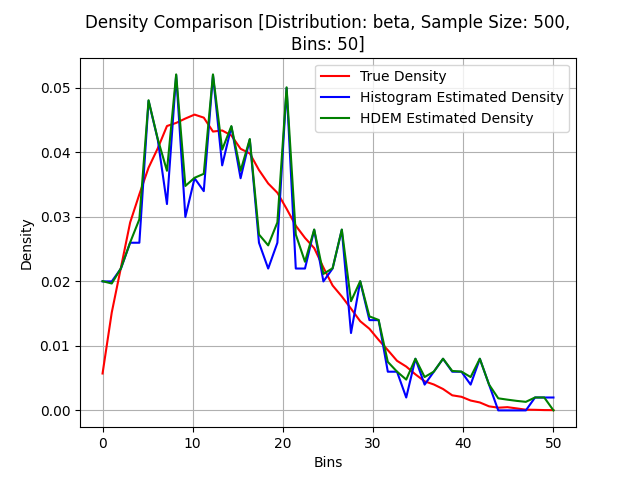 Density Comparison [Distribution: beta, Sample Size: 500,
Bins: 50]
True Density
Histogram Estimated Density
HDEM Estimated Density
Density
0.05
0.04
0.03
0.02
0.01
0.00
0 10 20 30 40 50
Bins